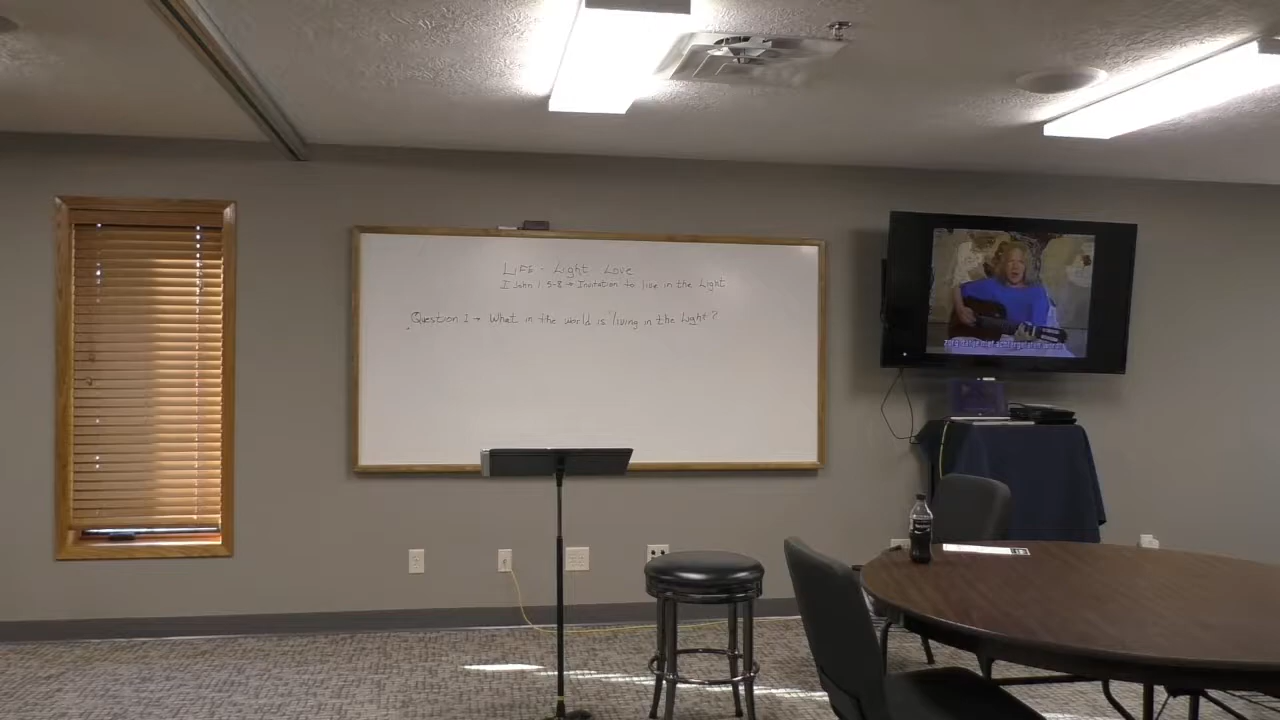 Life - Light - Love
I John 1:5-8 → Invitation to live in the Light
Question 1 → What in the world is "living in the Light"?